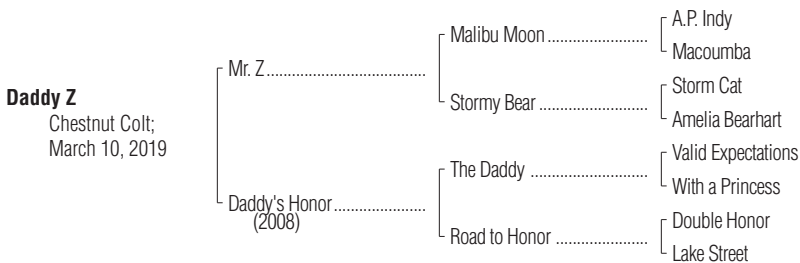 Daddy Z
Chestnut Colt;
March 10, 2019
Mr. Z....................................
Daddy's Honor....................
(2008)
Malibu Moon.......................
Stormy Bear.........................
The Daddy...........................
Road to Honor.....................
A.P. Indy
Macoumba
Storm Cat
Amelia Bearhart
Valid Expectations
With a Princess
Double Honor
Lake Street